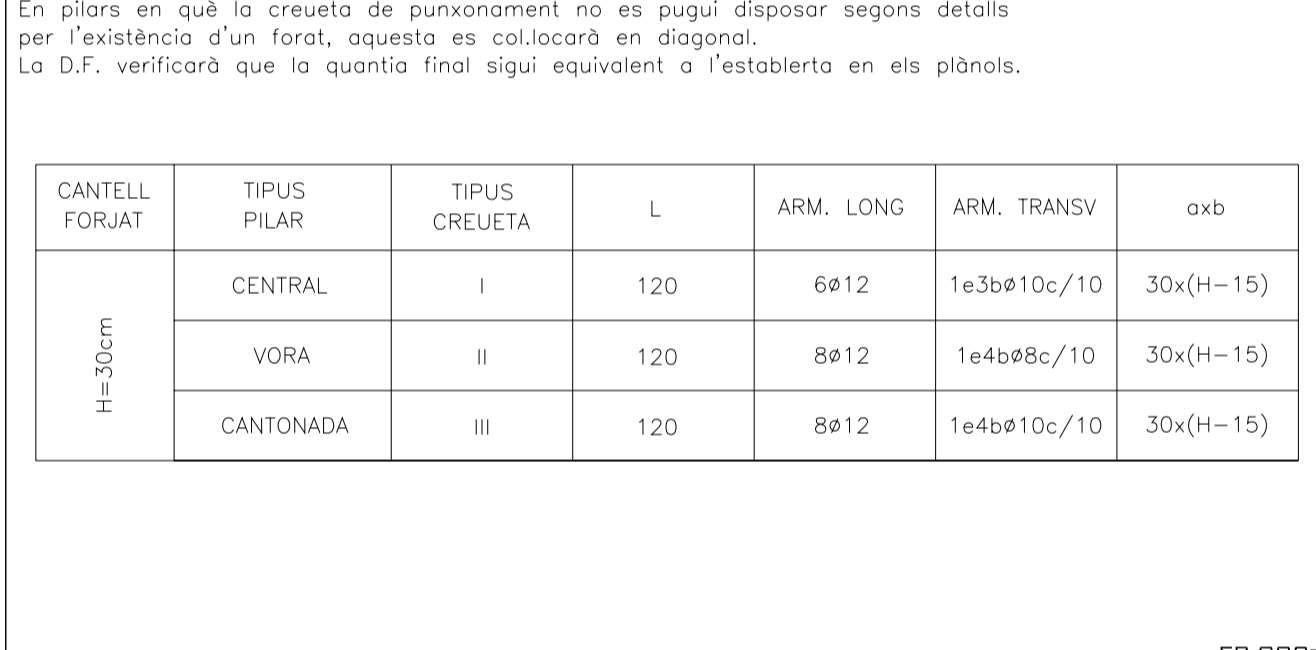 En pilars en què la creueta de punxonament no es pugui disposar segons detalls
per l'existència d'un forat, aquesta es col.locarà en diagonal.
La D.F. verificarà que la quantia final sigui equivalent a l'establerta en els plànols.
CANTELL FORJAT TIPUS PILAR TIPUS CREUETA L ARM. LONG ARM. TRANSV axb
H=30cm
CENTRAL I 120 6ø12 1e3bø10c/10 30x(H-15)
VORA II 120 8ø12 1e4bø8c/10 30x(H-15)
CANTONADA III 120 8ø12 1e4bø10c/10 30x(H-15)